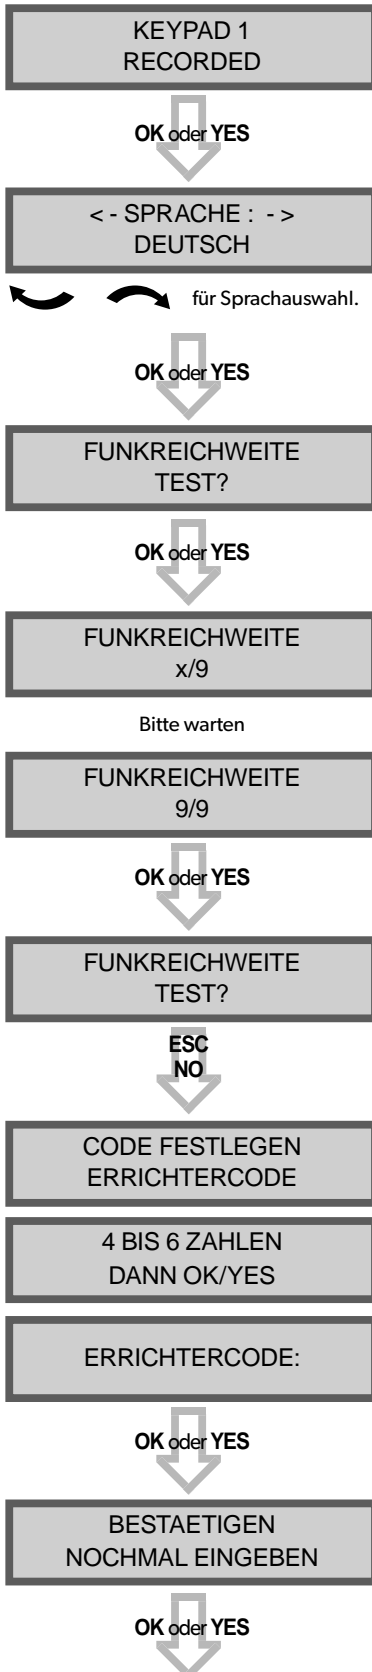 KEYPAD 1
RECORDED
OK oder YES
< - SPRACHE : - >
DEUTSCH
für Sprachauswahl.
OK oder YES
FUNKREICHWEITE
TEST?
OK oder YES
FUNKREICHWEITE
x/9
Bitte warten
FUNKREICHWEITE
9/9
OK oder YES
FUNKREICHWEITE
TEST?
ESC
NO
CODE FESTLEGEN
ERRICHTERCODE
4 BIS 6 ZAHLEN
DANN OK/YES
ERRICHTERCODE:
OK oder YES
BESTAETIGEN
NOCHMAL EINGEBEN
OK oder YES